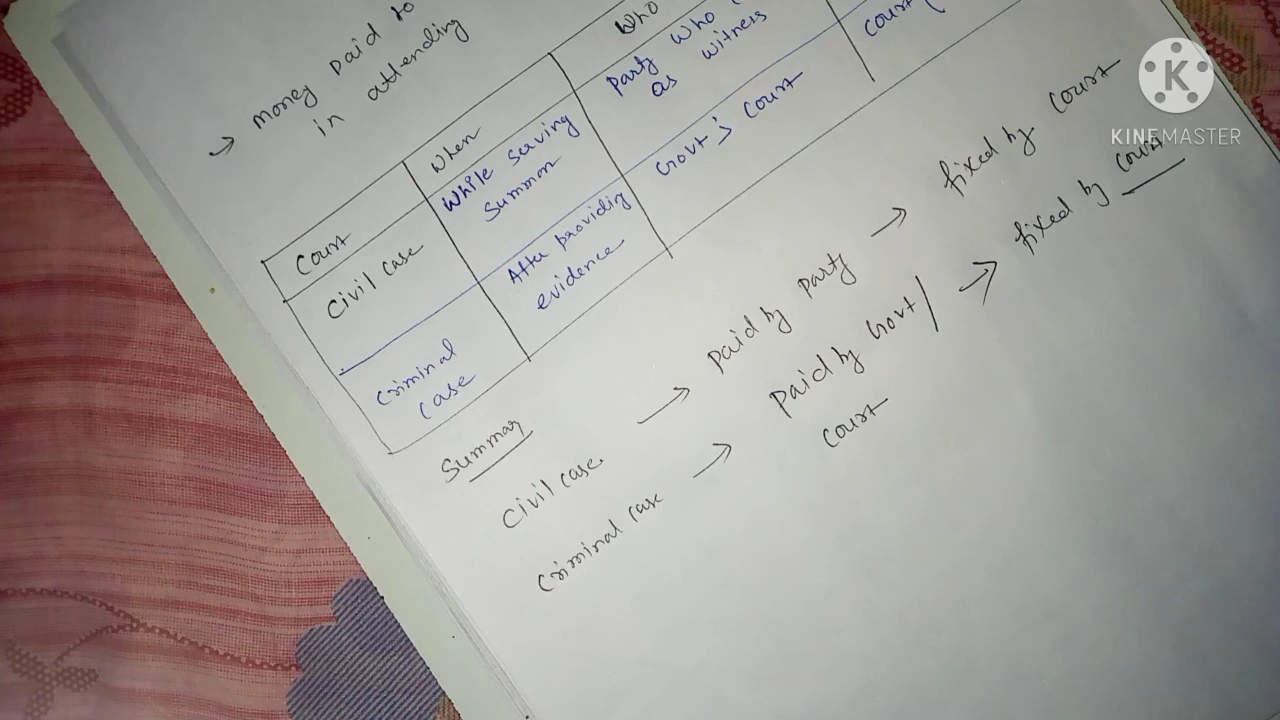 → money paid to
in attending
Court
When
Who
Civil case
While serving
summon
Party who
as witness
Court
Criminal
case
After providing
evidence
Govt; Court
Summary
Civil case → Paid by party → fixed by court
Criminal case → Paid by Govt/ → fixed by court
court
KINEMASTER